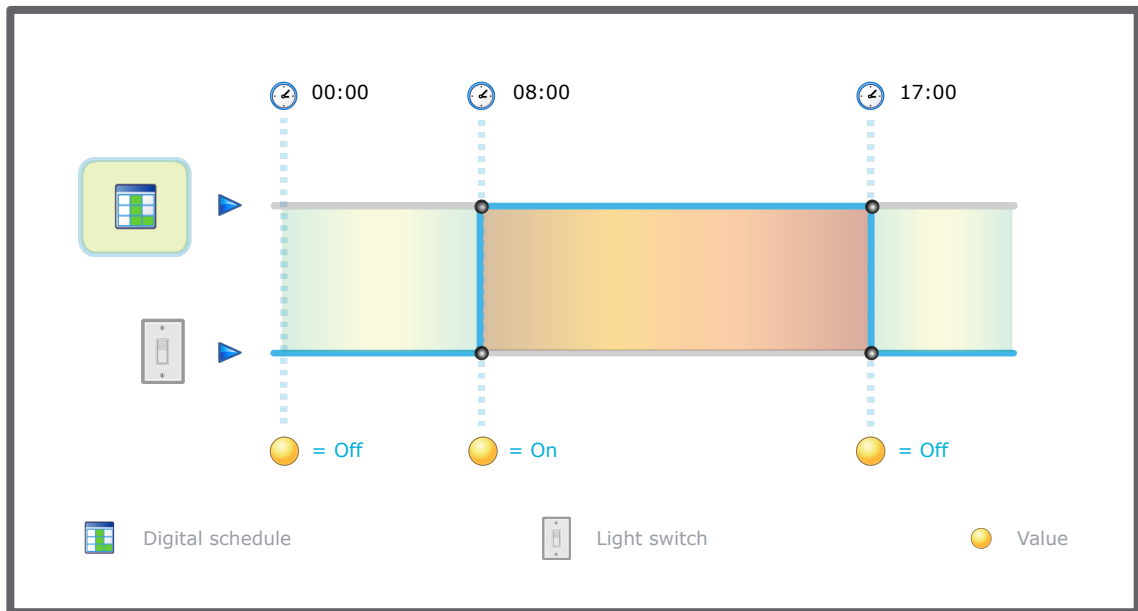 00:00
08:00
17:00
= Off
= On
= Off
Digital schedule
Light switch
Value